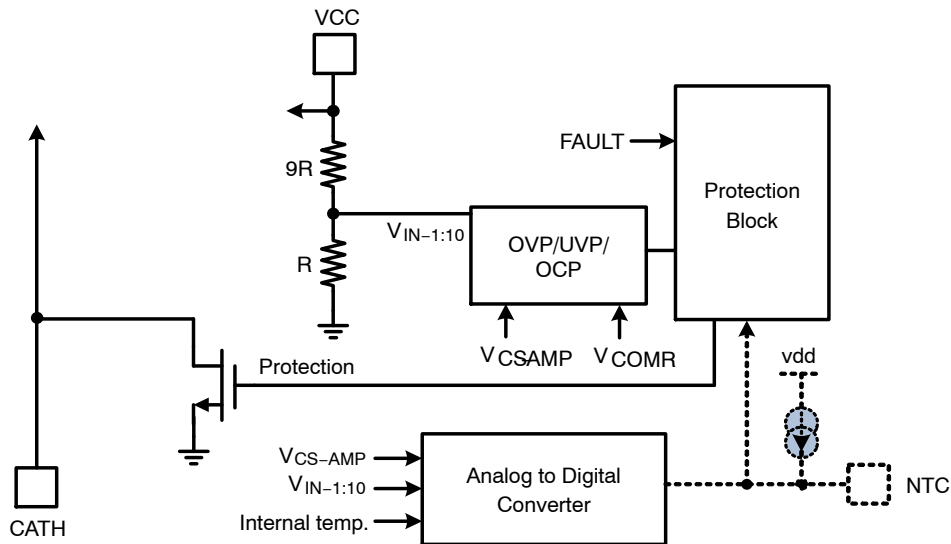 VCC
FAULT
9R
Protection
Block
VIN−1:10
OVP/UVP/
OCP
R
VCSAMP
VCOMR
vdd
Protection
VCS−AMP
VIN−1:10
Internal temp.
Analog to Digital
Converter
NTC
CATH